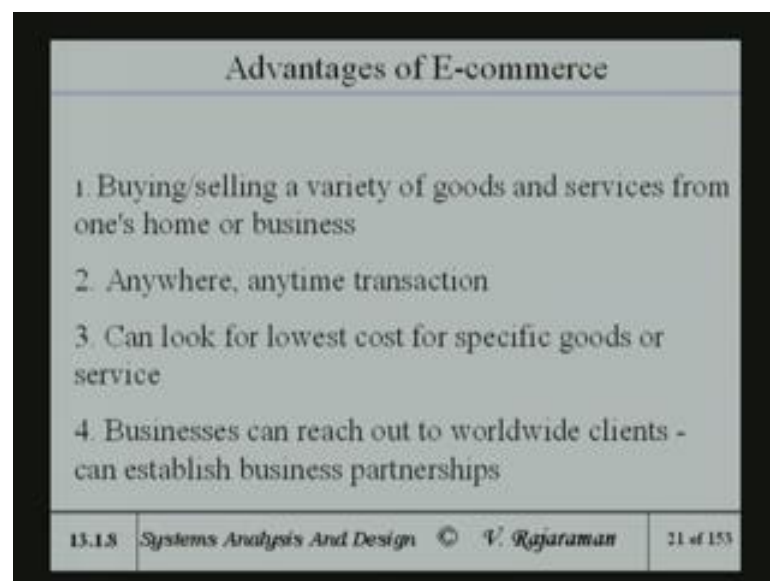 Advantages of E-commerce
1. Buying/selling a variety of goods and services from
one's home or business
2. Anywhere, anytime transaction
3. Can look for lowest cost for specific goods or
service
4. Businesses can reach out to worldwide clients -
can establish business partnerships
13.1.8 Systems Analysis And Design © V. Rajaraman 21 of 153